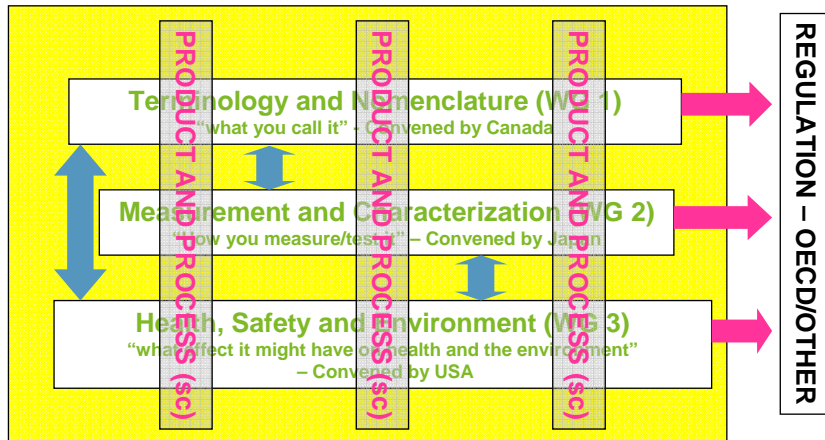 Terminology and Nomenclature (WG 1)
“what you call it” - Convened by Canada
Measurement and Characterization (WG 2)
“How you measure/test it” – Convened by Japan
Health, Safety and Environment (WG 3)
“what effect it might have on health and the environment”
– Convened by USA
PRODUCT AND PROCESS (sc)
PRODUCT AND PROCESS (sc)
PRODUCT AND PROCESS (sc)
REGULATION – OECD/OTHER